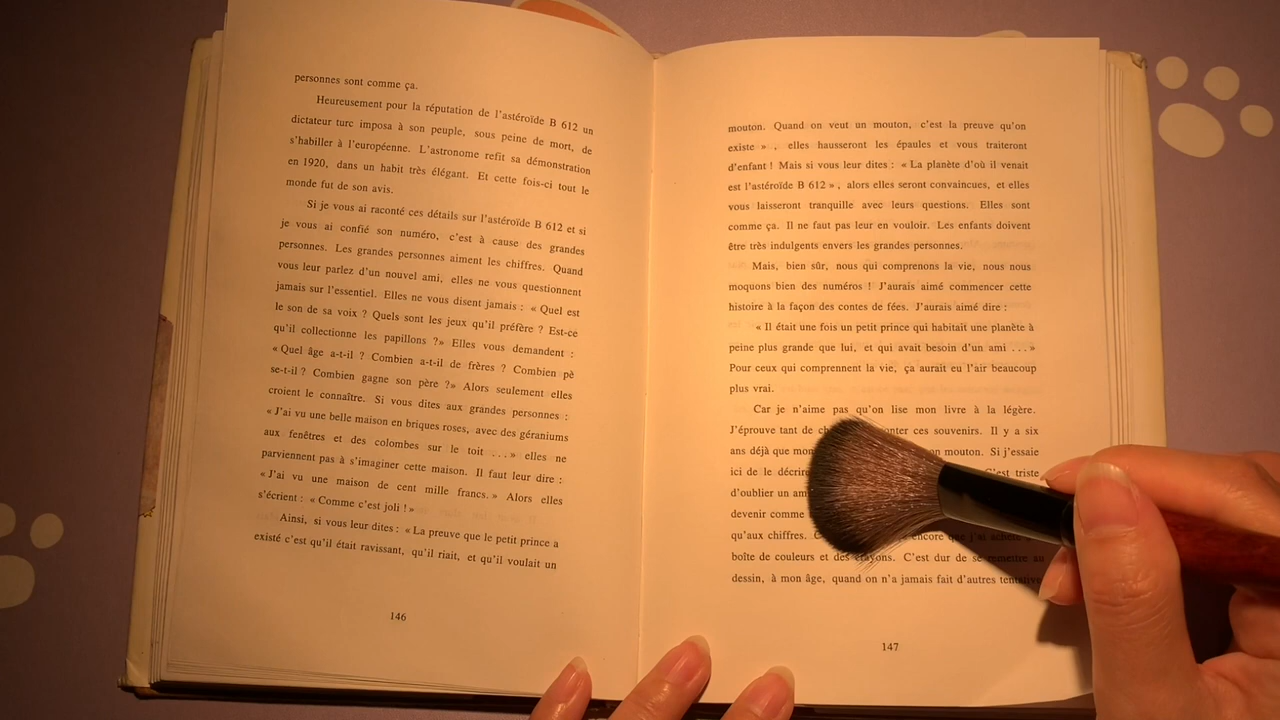 personnes sont comme ça.
Heureusement pour la réputation de l'astéroïde B 612 un
dictateur turc imposa à son peuple, sous peine de mort, de
s'habiller à l'européenne. L'astronome refit sa démonstration
en 1920, dans un habit très élégant. Et cette fois-ci tout le
monde fut de son avis.
Si je vous ai raconté ces détails sur l'astéroïde B 612 et si
je vous ai confié son numéro, c'est à cause des grandes
personnes. Les grandes personnes aiment les chiffres. Quand
vous leur parlez d'un nouvel ami, elles ne vous questionnent
jamais sur l'essentiel. Elles ne vous disent jamais : « Quel est
le son de sa voix ? Quels sont les jeux qu'il préfère ? Est-ce
qu'il collectionne les papillons ?» Elles vous demandent :
« Quel âge a-t-il ? Combien a-t-il de frères ? Combien pè
se-t-il ? Combien gagne son père ?» Alors seulement elles
croient le connaître. Si vous dites aux grandes personnes :
« J'ai vu une belle maison en briques roses, avec des géraniums
aux fenêtres et des colombes sur le toit ...» elles ne
parviennent pas à s'imaginer cette maison. Il faut leur dire :
« J'ai vu une maison de cent mille francs.» Alors elles
s'écrient : « Comme c'est joli !»
Ainsi, si vous leur dites : « La preuve que le petit prince a
existé c'est qu'il était ravissant, qu'il riait, et qu'il voulait un
146
mouton. Quand on veut un mouton, c'est la preuve qu'on
existe » , elles hausseront les épaules et vous traiteront
d'enfant ! Mais si vous leur dites : « La planète d'où il venait
est l'astéroïde B 612 » , alors elles seront convaincues, et elles
vous laisseront tranquille avec leurs questions. Elles sont
comme ça. Il ne faut pas leur en vouloir. Les enfants doivent
être très indulgents envers les grandes personnes.
Mais, bien sûr, nous qui comprenons la vie, nous nous
moquons bien des numéros ! J'aurais aimé commencer cette
histoire à la façon des contes de fées. J'aurais aimé dire :
« Il était une fois un petit prince qui habitait une planète à
peine plus grande que lui, et qui avait besoin d'un ami ...»
Pour ceux qui comprennent la vie, ça aurait eu l'air beaucoup
plus vrai.
Car je n'aime pas qu'on lise mon livre à la légère.
J'éprouve tant de ces souvenirs. Il y a six
ans déjà que mon mouton. Si j'essaie
ici de le C'est triste
d'oublier un
devenir comme
qu'aux chiffres. encore que j'ai
boîte de couleurs et des crayons. C'est dur de se remettre au
dessin, à mon âge, quand on n'a jamais fait d'autres
147